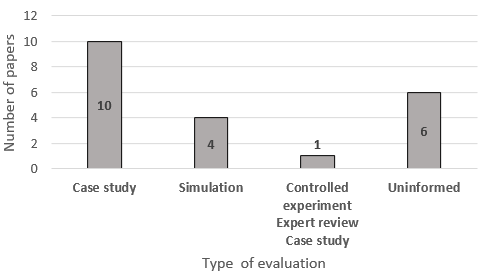 12
10
8
6
4
2
0
Number of papers
10
4
1
6
Case study
Simulation
Controlled
experiment
Expert review
Case study
Uninformed
Type of evaluation